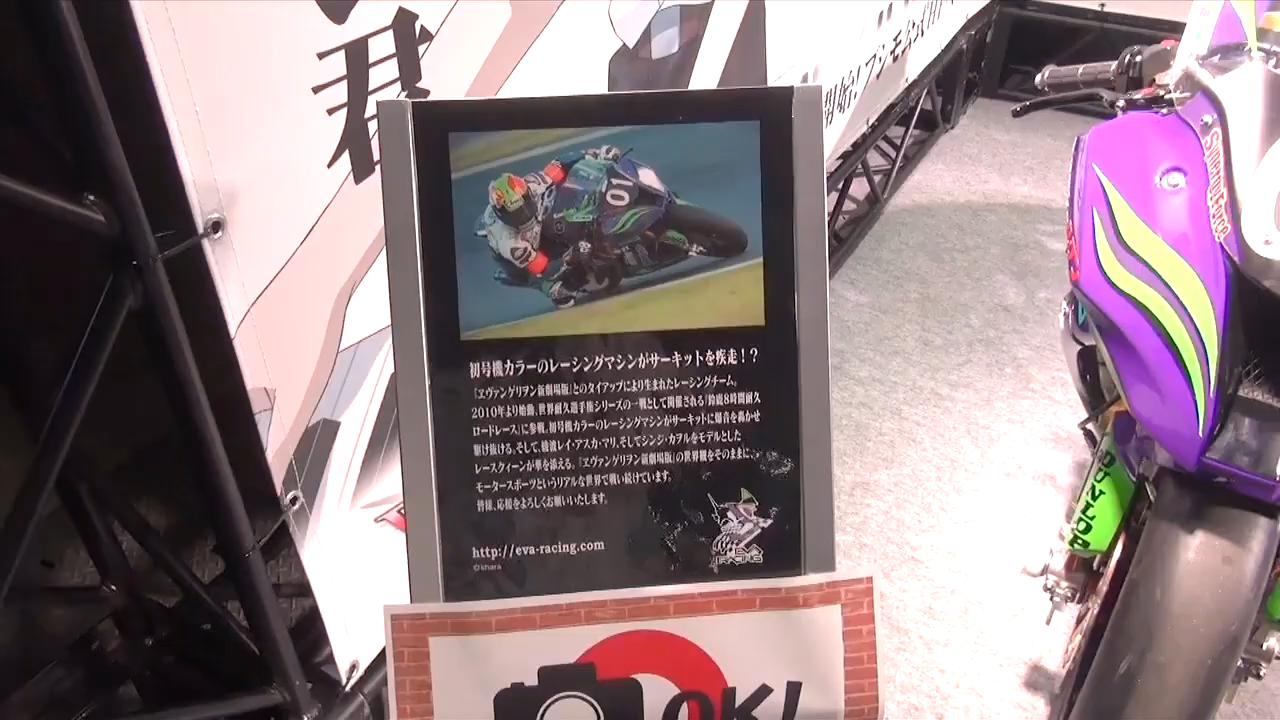 君
開始!
01
初号機カラーのレーシングマシンがサーキットを疾走!?
『ヱヴァンゲリヲン新劇場版』とのタイアップにより生まれたレーシングチーム。
2010年より始動、世界耐久選手権シリーズの一戦として開催される『鈴鹿8時間耐久
ロードレース』に参戦。初号機カラーのレーシングマシンがサーキットに爆音を轟かせ
駆け抜ける。そして、綾波レイ・アスカ・マリ、そしてシンジ・カヲルをモデルとした
レースクィーンが華を添える。『ヱヴァンゲリヲン新劇場版』の世界観をそのままに、
モータースポーツというリアルな世界で戦い続けています。
皆様、応援をよろしくお願いいたします。
http://eva-racing.com
©khara
EVA
RACING
OK!
DUNLOP